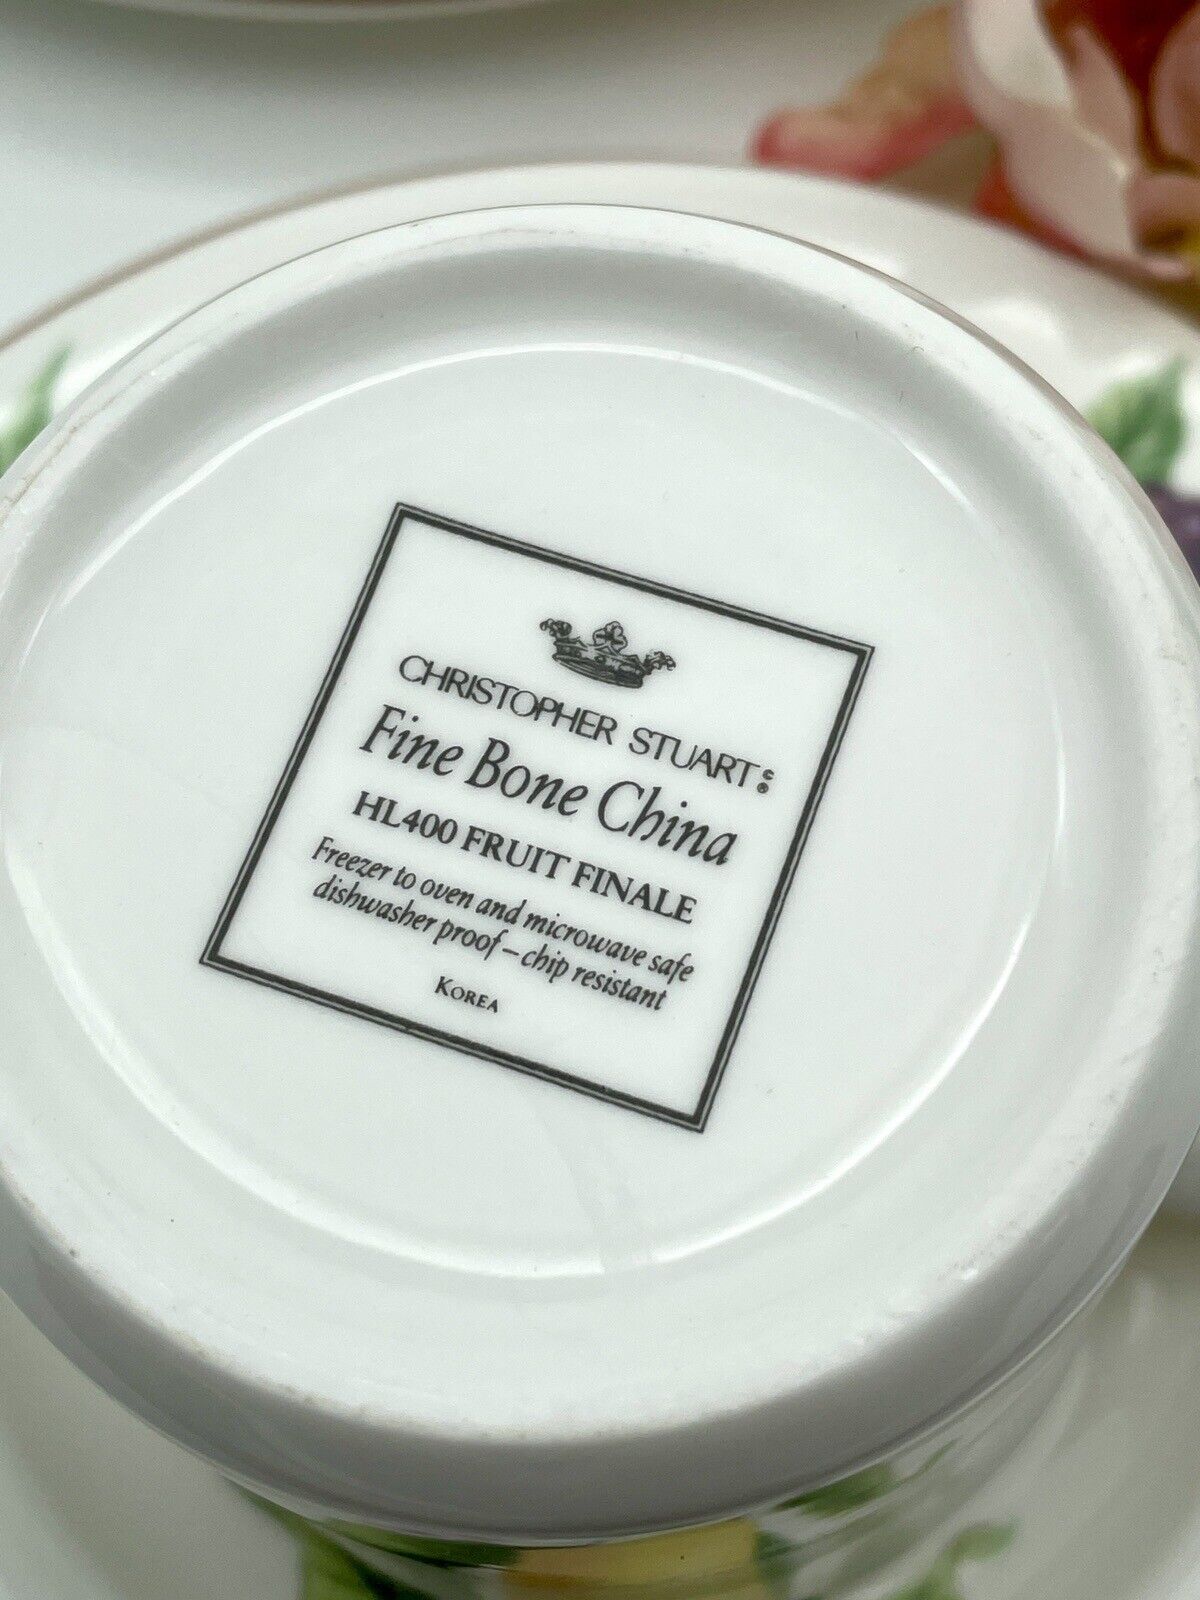 CHRISTOPHER STUART © ®
Fine Bone China
HL400 FRUIT FINALE
Freezer to oven and microwave safe
dishwasher proof – chip resistant
KOREA